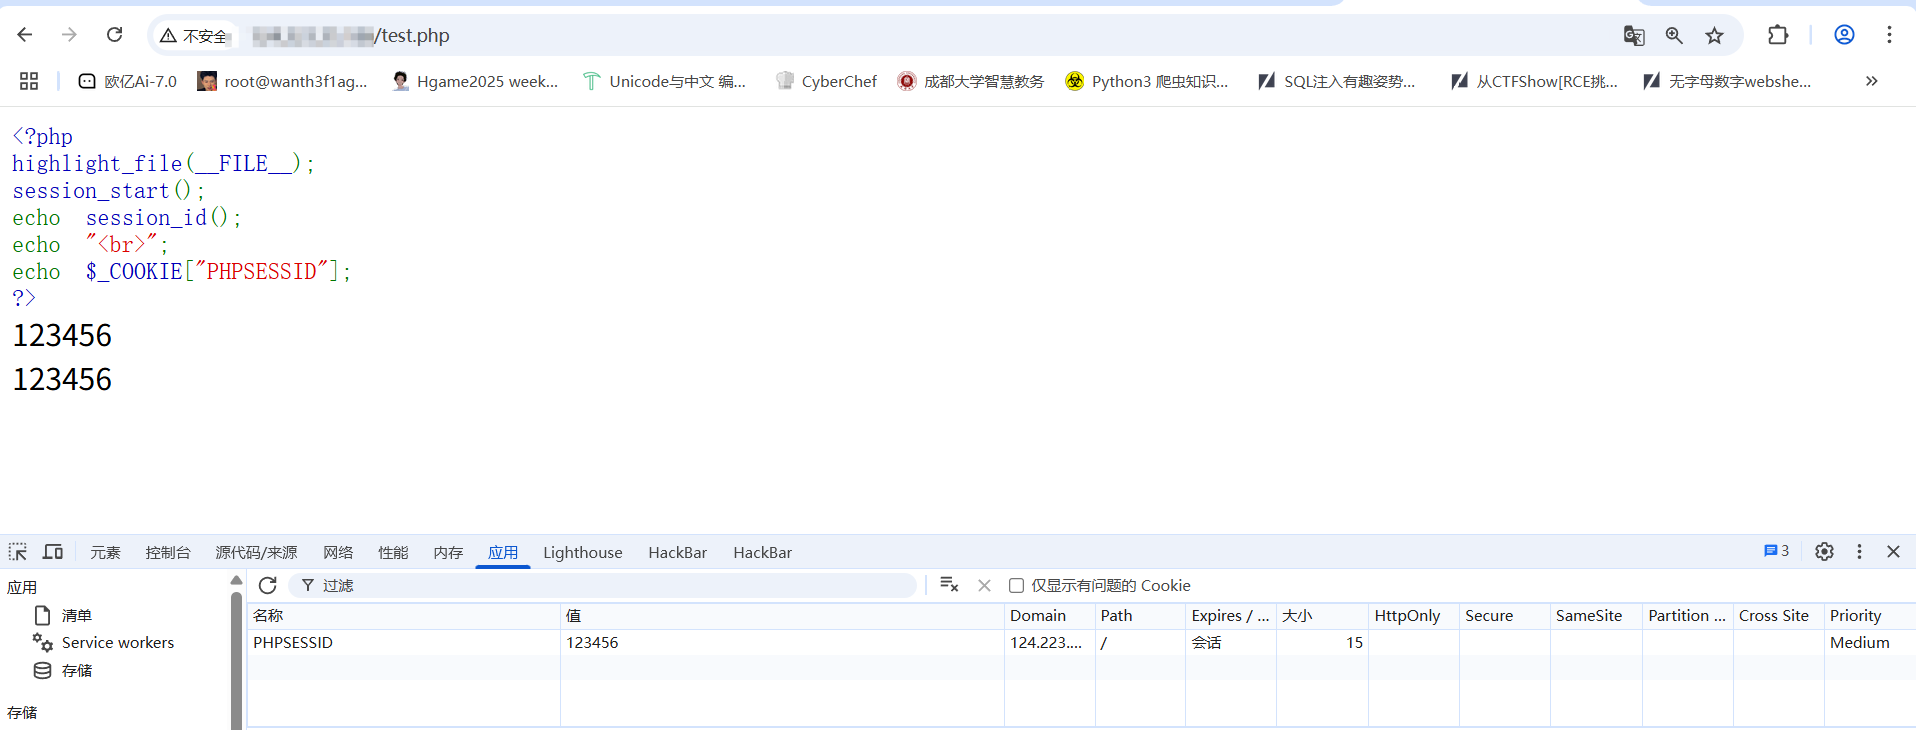 不安全 /test.php
欧亿Ai-7.0 root@wanth3f1ag... Hgame2025 week... Unicode与中文 编... CyberChef 成都大学智慧教务 Python3 爬虫知识... SQL注入有趣姿势... 从CTFShow[RCE挑... 无字母数字webshe... »
<?php
highlight_file(__FILE__);
session_start();
echo session_id();
echo "<br>";
echo $_COOKIE["PHPSESSID"];
?>
123456
123456
元素 控制台 源代码/来源 网络 性能 内存 应用 Lighthouse HackBar HackBar 3
应用 过滤 仅显示有问题的 Cookie
清单 名称 值 Domain Path Expires / ... 大小 HttpOnly Secure SameSite Partition ... Cross Site Priority
Service workers PHPSESSID 123456 124.223.... / 会话 15 Medium
存储
存储